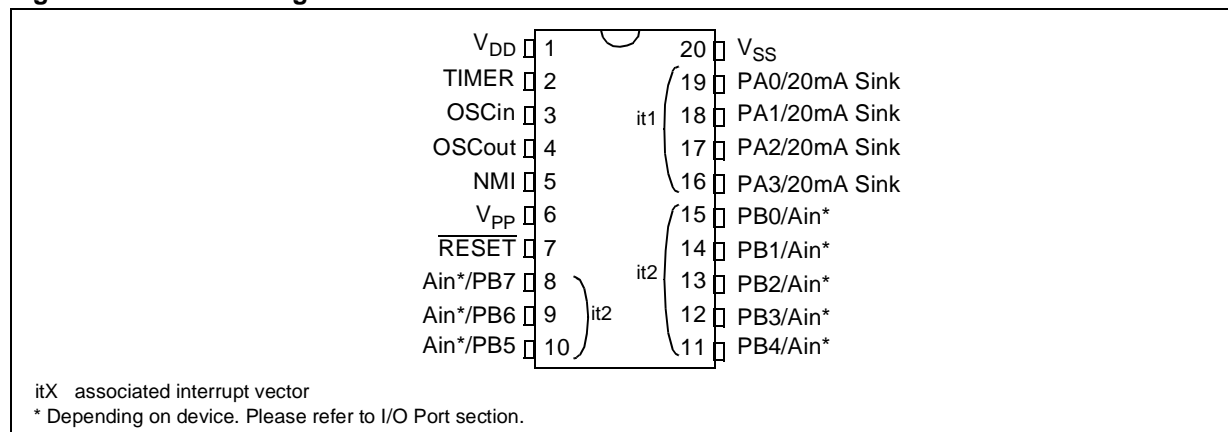 V_DD 1 20 V_SS
TIMER 2 19 PA0/20mA Sink
OSCin 3 it1 18 PA1/20mA Sink
OSCout 4 17 PA2/20mA Sink
NMI 5 16 PA3/20mA Sink
V_PP 6 15 PB0/Ain*
RESET 7 14 PB1/Ain*
Ain*/PB7 8 it2 13 PB2/Ain*
Ain*/PB6 9 it2 12 PB3/Ain*
Ain*/PB5 10 11 PB4/Ain*
itX associated interrupt vector
* Depending on device. Please refer to I/O Port section.